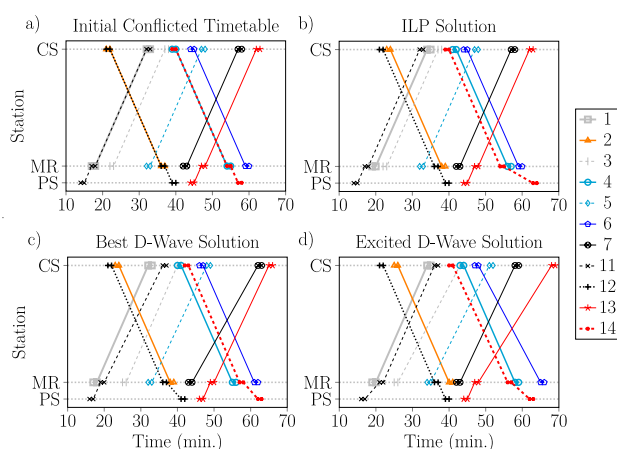 a) Initial Conflicted Timetable
CS
MR
PS
Station
10 20 30 40 50 60 70
b) ILP Solution
CS
MR
PS
Station
10 20 30 40 50 60 70
c) Best D-Wave Solution
CS
MR
PS
Station
10 20 30 40 50 60 70
Time (min.)
d) Excited D-Wave Solution
CS
MR
PS
Station
10 20 30 40 50 60 70
Time (min.)
1
2
3
4
5
6
7
11
12
13
14